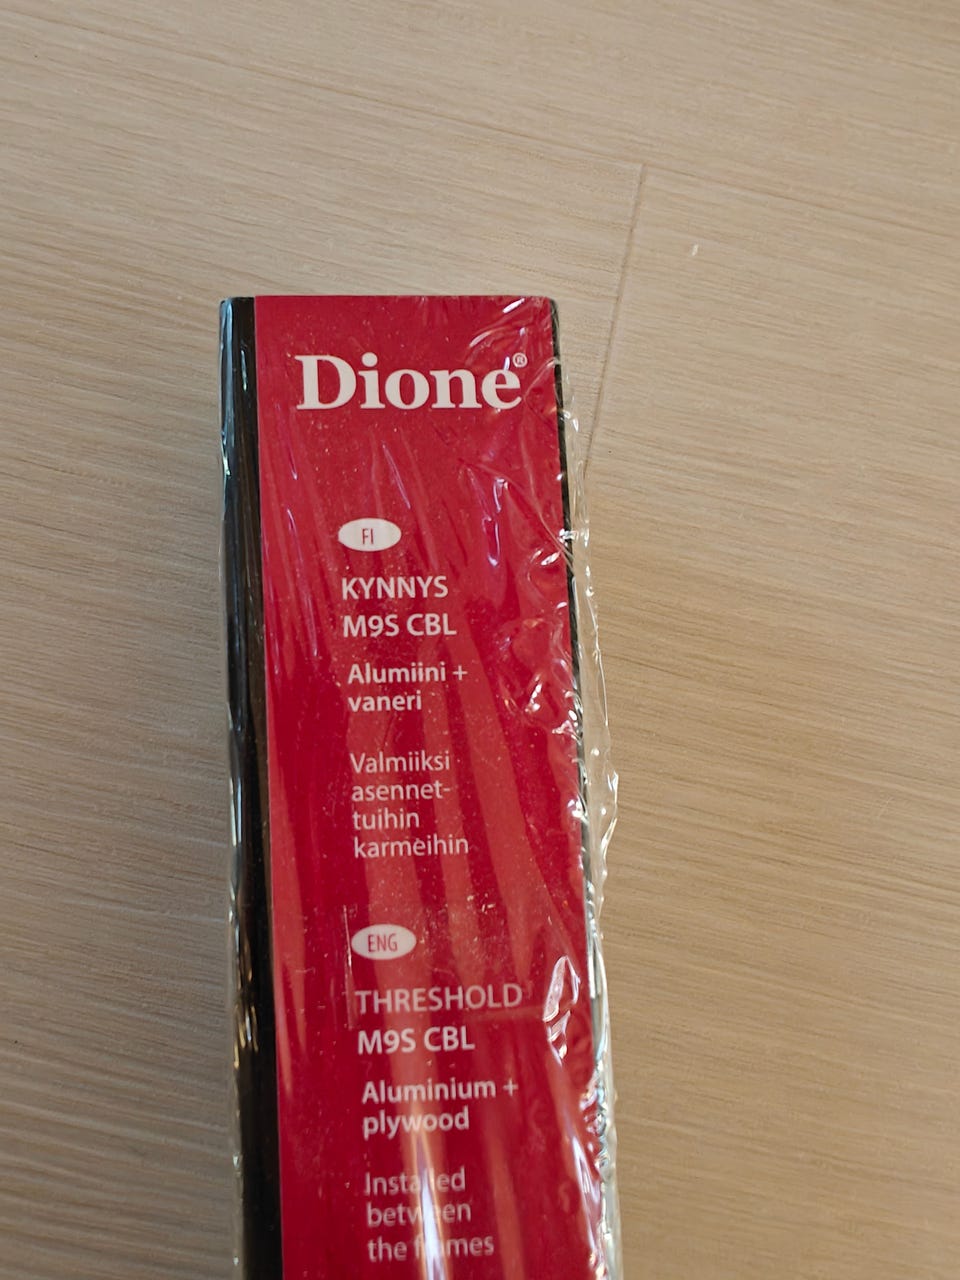 Dione®
FI
KYNNYS
M9S CBL
Alumiini +
vaneri
Valmiiksi
asennet-
tuihin
karmeihin
ENG
THRESHOLD
M9S CBL
Aluminium +
plywood
Installed
between
the frames